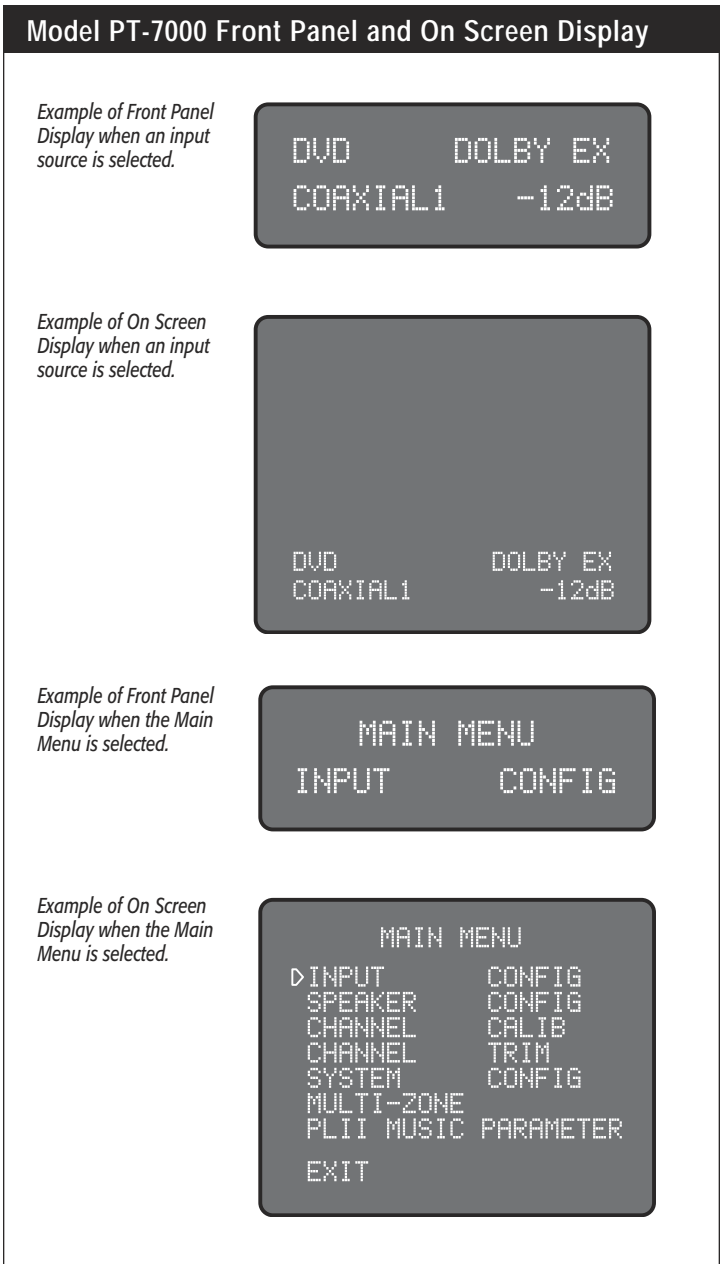 Model PT-7000 Front Panel and On Screen Display
Example of Front Panel
Display when an input
source is selected.
DVD DOLBY EX
COAXIAL1 -12dB
Example of On Screen
Display when an input
source is selected.
DVD DOLBY EX
COAXIAL1 -12dB
Example of Front Panel
Display when the Main
Menu is selected.
MAIN MENU
INPUT CONFIG
Example of On Screen
Display when the Main
Menu is selected.
MAIN MENU
INPUT CONFIG
SPEAKER CONFIG
CHANNEL CALIB
CHANNEL TRIM
SYSTEM CONFIG
MULTI-ZONE
PLII MUSIC PARAMETER
EXIT